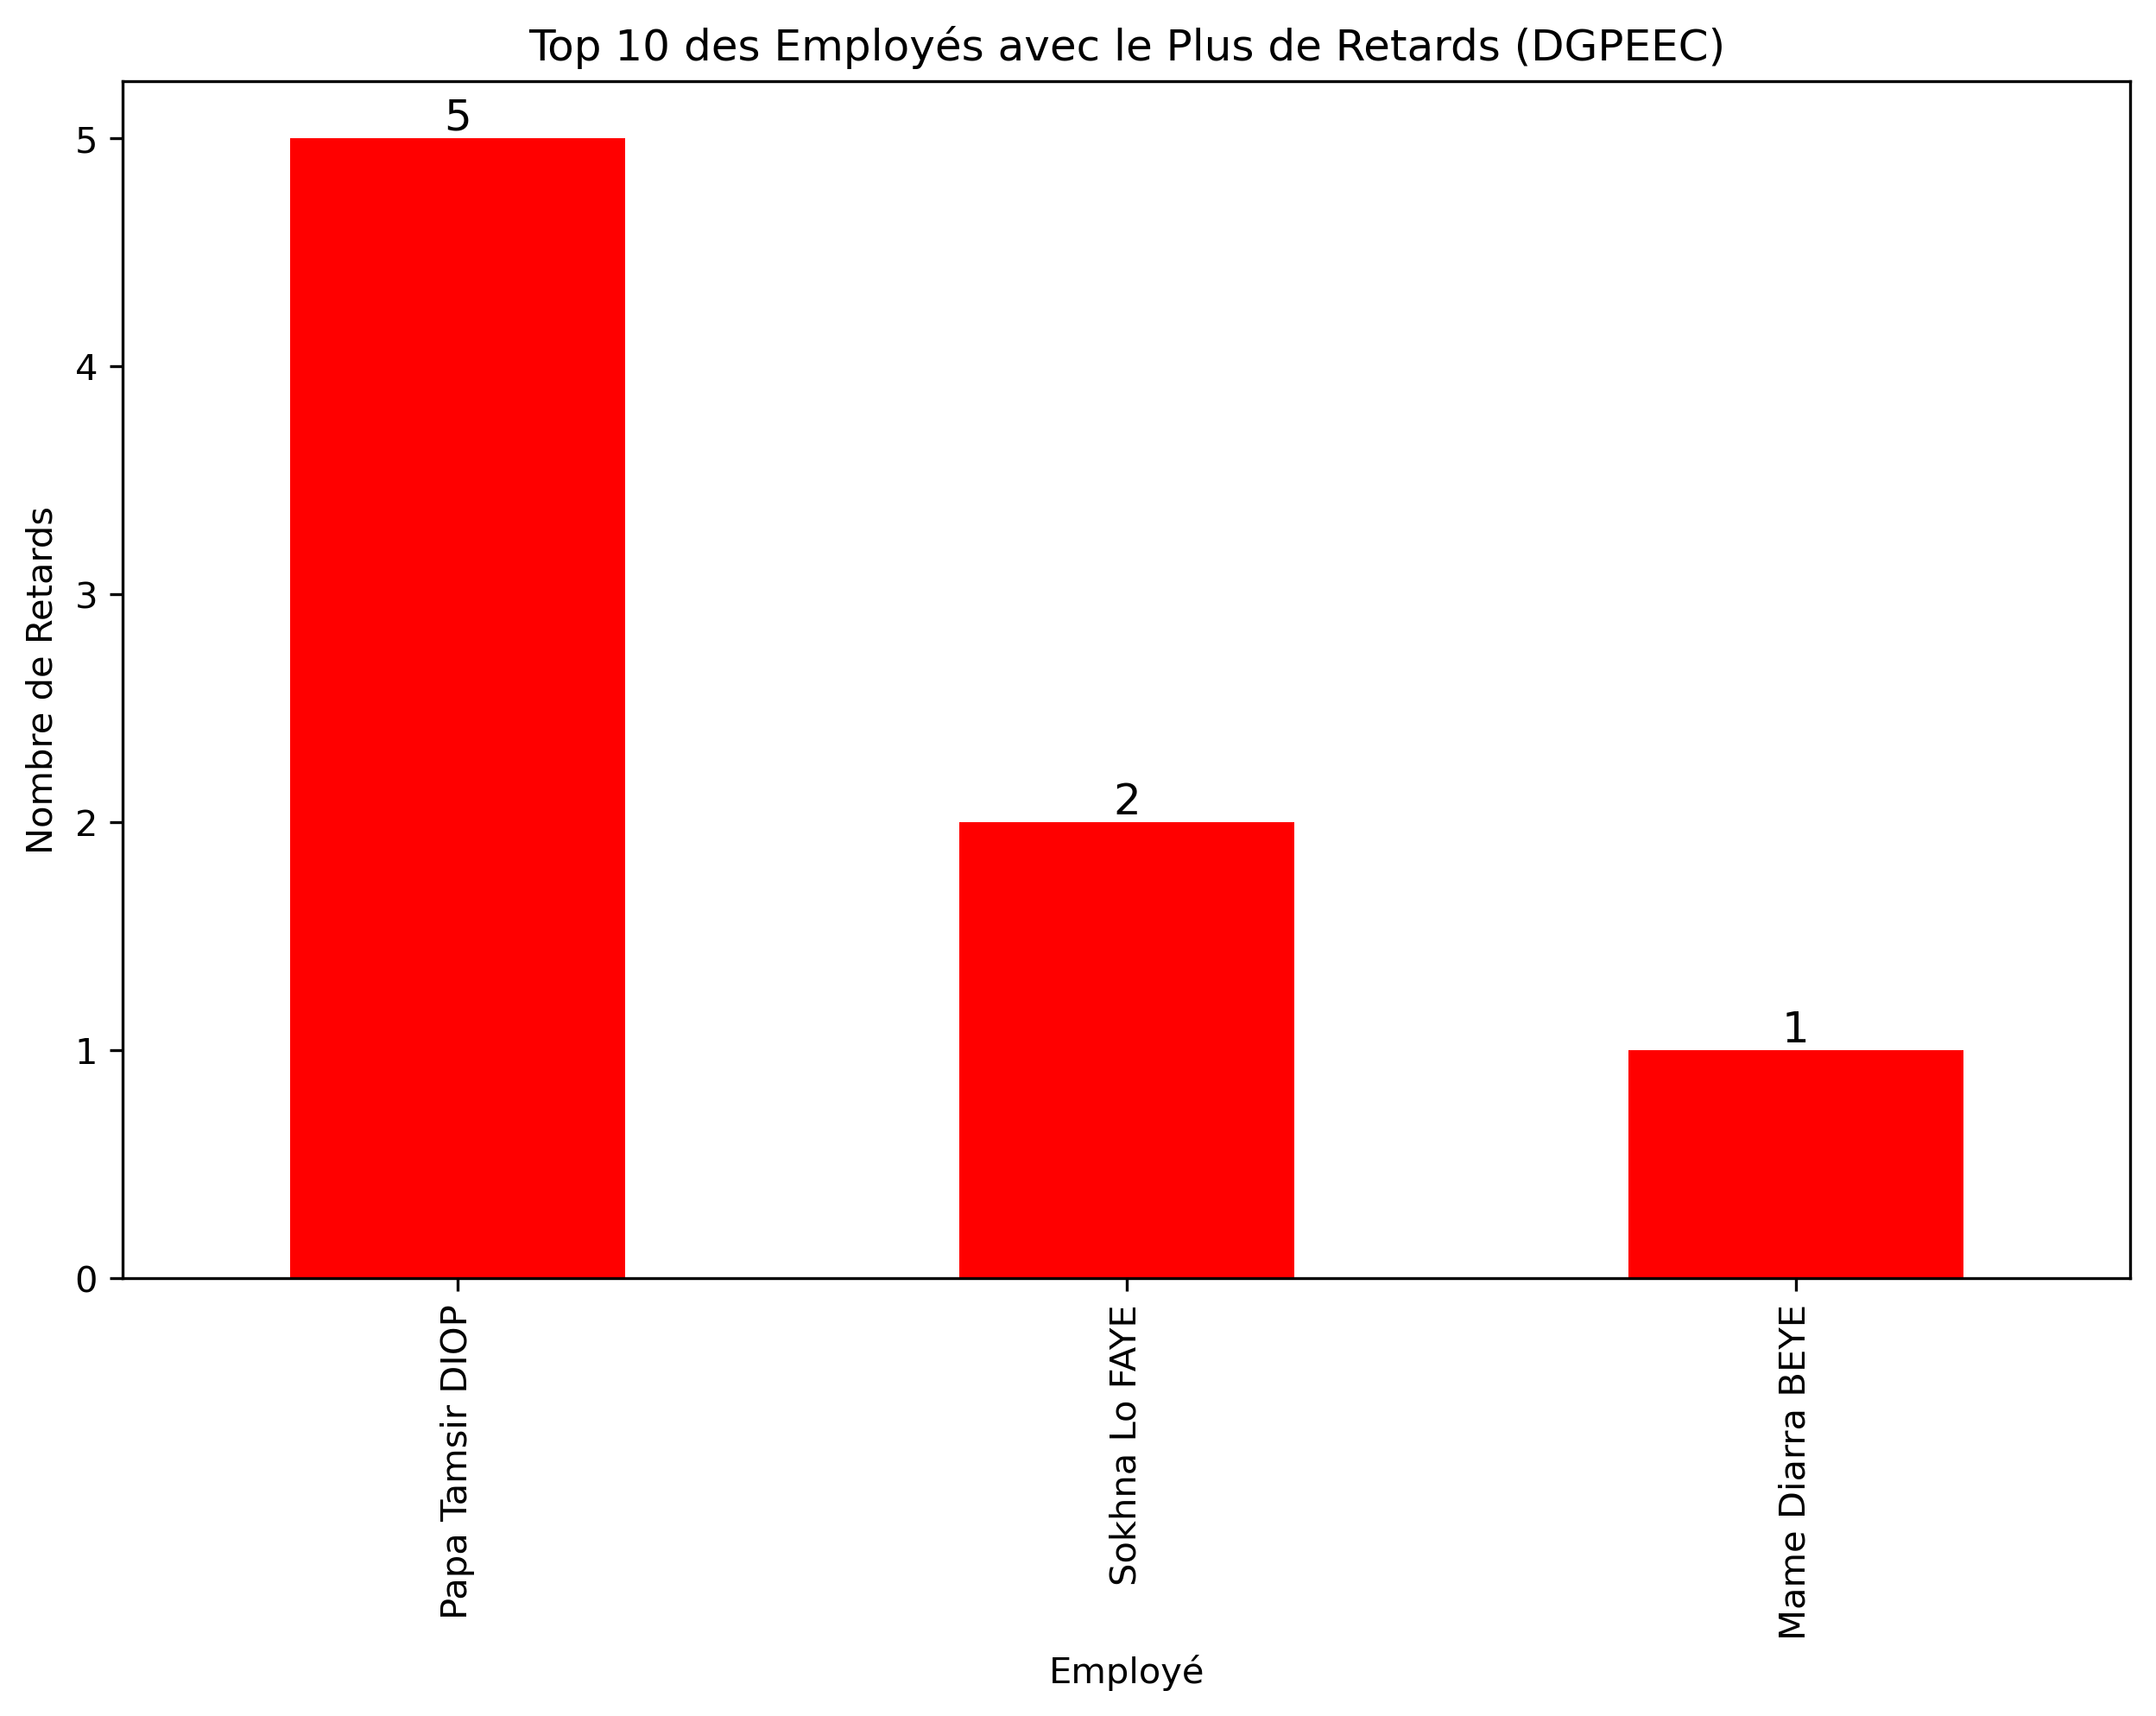 Top 10 des Employés avec le Plus de Retards (DGPEEC)
Nombre de Retards
5
4
3
2
1
0
5
2
1
Papa Tamsir DIOP
Sokhna Lo FAYE
Mame Diarra BEYE
Employé